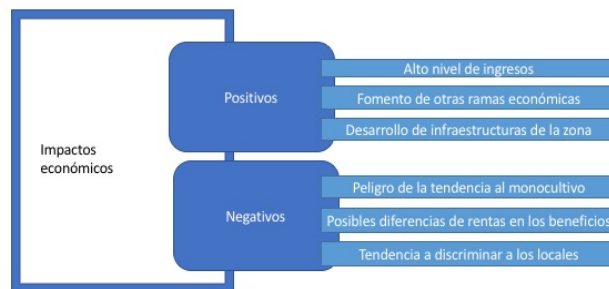 Impactos
económicos
Positivos
Alto nivel de ingresos
Fomento de otras ramas económicas
Desarrollo de infraestructuras de la zona
Negativos
Peligro de la tendencia al monocultivo
Posibles diferencias de rentas en los beneficios
Tendencia a discriminar a los locales